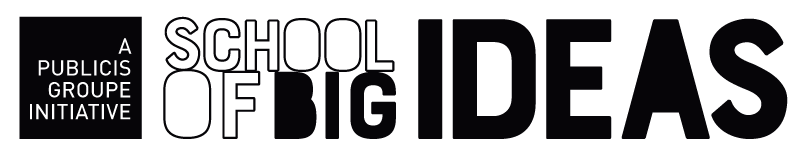 A
PUBLICIS
GROUPE
INITIATIVE
SCHOOL
OF BIG
IDEAS